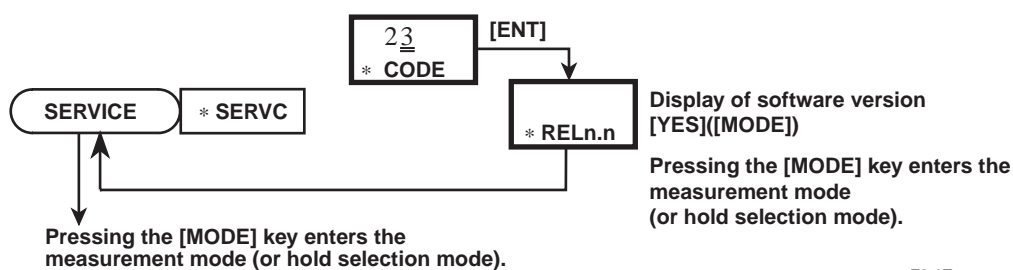 23
* CODE
[ENT]
SERVICE
* SERVC
* RELn.n
Display of software version
[YES]([MODE])
Pressing the [MODE] key enters the
measurement mode
(or hold selection mode).
Pressing the [MODE] key enters the
measurement mode (or hold selection mode).